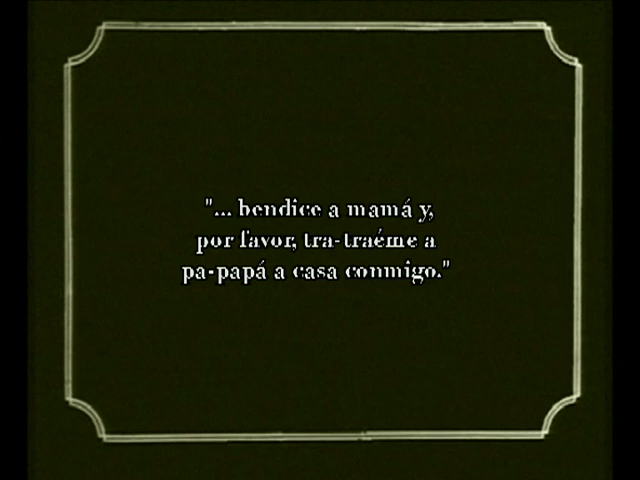 "... bendice a mamá y,
por favor, tra-traéme a
pa-papá a casa conmigo."